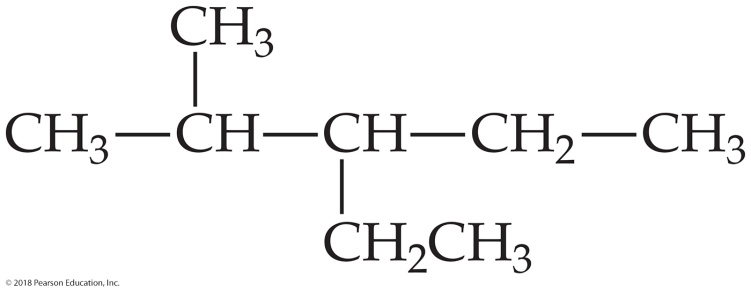 CH₃
CH₃—CH—CH—CH₂—CH₃
CH₂CH₃
© 2018 Pearson Education, Inc.